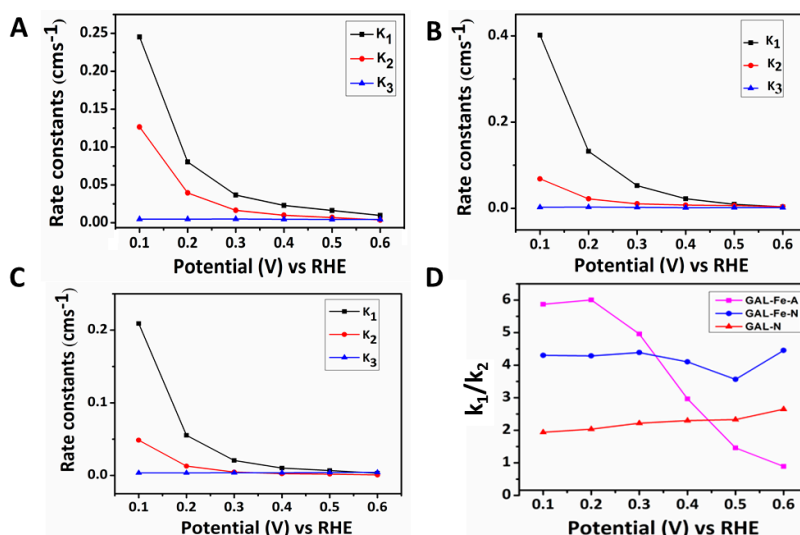 A
Rate constants (cms⁻¹)
0.25
0.20
0.15
0.10
0.05
0.00
K₁
K₂
K₃
0.1 0.2 0.3 0.4 0.5 0.6
Potential (V) vs RHE
B
Rate constants (cms⁻¹)
0.4
0.2
0.0
K₁
K₂
K₃
0.1 0.2 0.3 0.4 0.5 0.6
Potential (V) vs RHE
C
Rate constants (cms⁻¹)
0.2
0.1
0.0
K₁
K₂
K₃
0.1 0.2 0.3 0.4 0.5 0.6
Potential (V) vs RHE
D
k₁/k₂
6
5
4
3
2
1
0
GAL-Fe-A
GAL-Fe-N
GAL-N
0.1 0.2 0.3 0.4 0.5 0.6
Potential (V) vs RHE